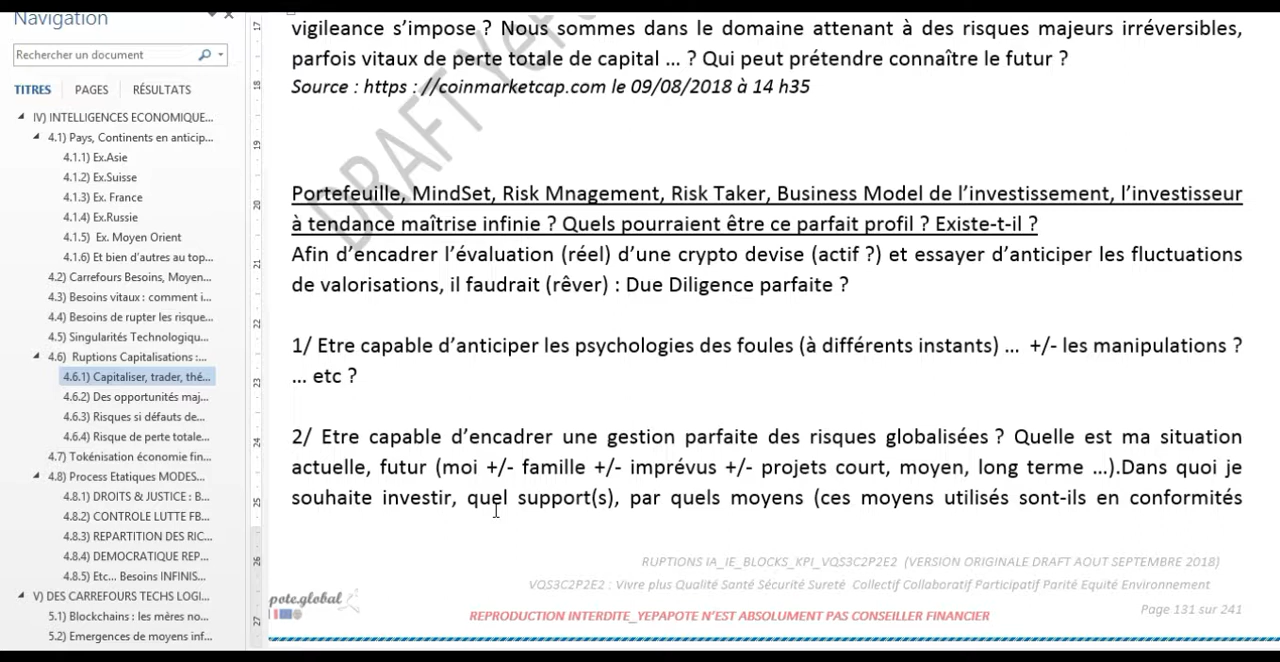 Navigation
Rechercher un document
TITRES PAGES RÉSULTATS
IV) INTELLIGENCES ECONOMIQUE...
4.1) Pays, Continents en anticip...
4.1.1) Ex.Asie
4.1.2) Ex.Suisse
4.1.3) Ex. France
4.1.4) Ex.Russie
4.1.5) Ex. Moyen Orient
4.1.6) Et bien d'autres au top...
4.2) Carrefours Besoins, Moyen...
4.3) Besoins vitaux : comment i...
4.4) Besoins de rupter les risque...
4.5) Singularités Technologiqu...
4.6) Ruptions Capitalisations :...
4.6.1) Capitaliser, trader, thé...
4.6.2) Des opportunités maj...
4.6.3) Risques si défauts de...
4.6.4) Risque de perte totale...
4.7) Tokénisation économie fin...
4.8) Process Etatiques MODES...
4.8.1) DROITS & JUSTICE : B...
4.8.2) CONTROLE LUTTE FB...
4.8.3) REPARTITION DES RIC...
4.8.4) DEMOCRATIQUE REP...
4.8.5) Etc... Besoins INFINIS...
V) DES CARREFOURS TECHS LOGI...
5.1) Blockchains : les mères no...
5.2) Emergences de moyens inf...
17
18
19
20
21
22
23
24
25
26
27
vigileance s'impose ? Nous sommes dans le domaine attenant à des risques majeurs irréversibles,
parfois vitaux de perte totale de capital ... ? Qui peut prétendre connaître le futur ?
Source : https : //coinmarketcap.com le 09/08/2018 à 14 h35
DRAFT
Portefeuille, MindSet, Risk Mnagement, Risk Taker, Business Model de l'investissement, l'investisseur
à tendance maîtrise infinie ? Quels pourraient être ce parfait profil ? Existe-t-il ?
Afin d'encadrer l'évaluation (réel) d'une crypto devise (actif ?) et essayer d'anticiper les fluctuations
de valorisations, il faudrait (rêver) : Due Diligence parfaite ?
1/ Etre capable d'anticiper les psychologies des foules (à différents instants) ... +/- les manipulations ?
... etc ?
2/ Etre capable d'encadrer une gestion parfaite des risques globalisées ? Quelle est ma situation
actuelle, futur (moi +/- famille +/- imprévus +/- projets court, moyen, long terme ...).Dans quoi je
souhaite investir, quel support(s), par quels moyens (ces moyens utilisés sont-ils en conformités
RUPTIONS IA_IE_BLOCKS_KPI_VQS3C2P2E2 (VERSION ORIGINALE DRAFT AOUT SEPTEMBRE 2018)
VQS3C2P2E2 : Vivre plus Qualité Santé Sécurité Sureté Collectif Collaboratif Participatif Parité Equité Environnement
pote.global
REPRODUCTION INTERDITE_YEPAPOTE N'EST ABSOLUMENT PAS CONSEILLER FINANCIER
Page 131 sur 241